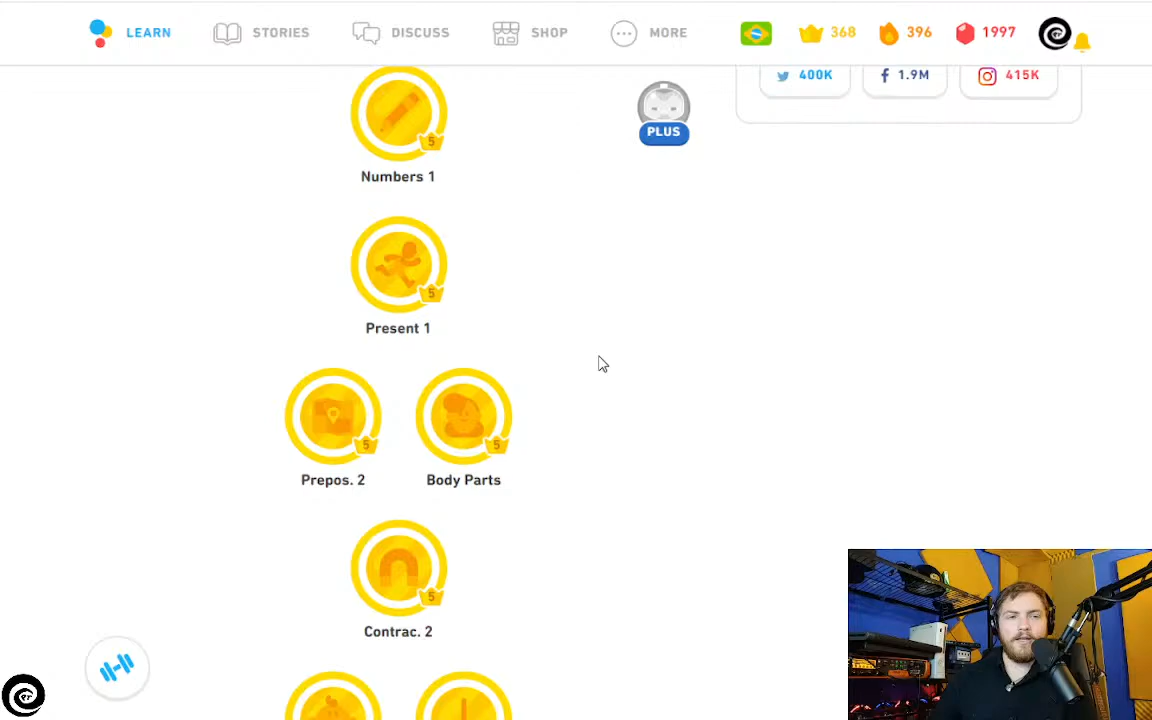 LEARN STORIES DISCUSS SHOP MORE 368 396 1997
400K 1.9M 415K
5
PLUS
Numbers 1
5
Present 1
5 5
Prepos. 2 Body Parts
5
Contrac. 2